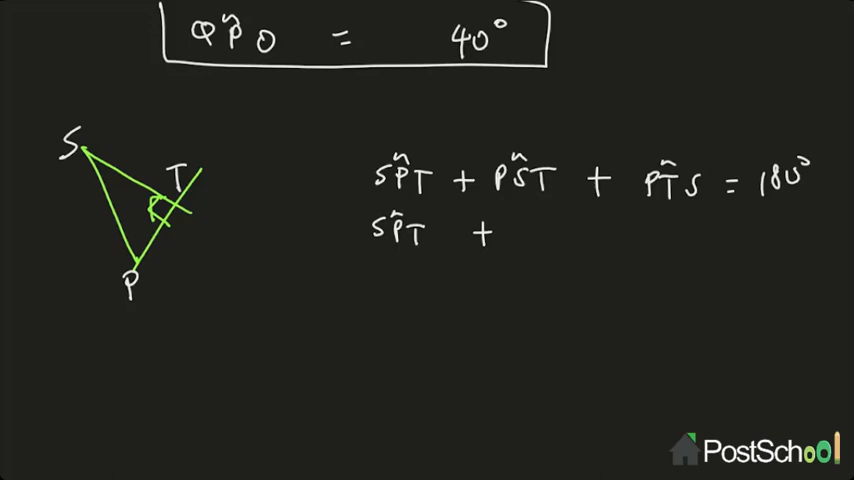 QP̂O = 40°
S
T
P
SP̂T + PŜT + PT̂S = 180°
SP̂T +
PostSchool